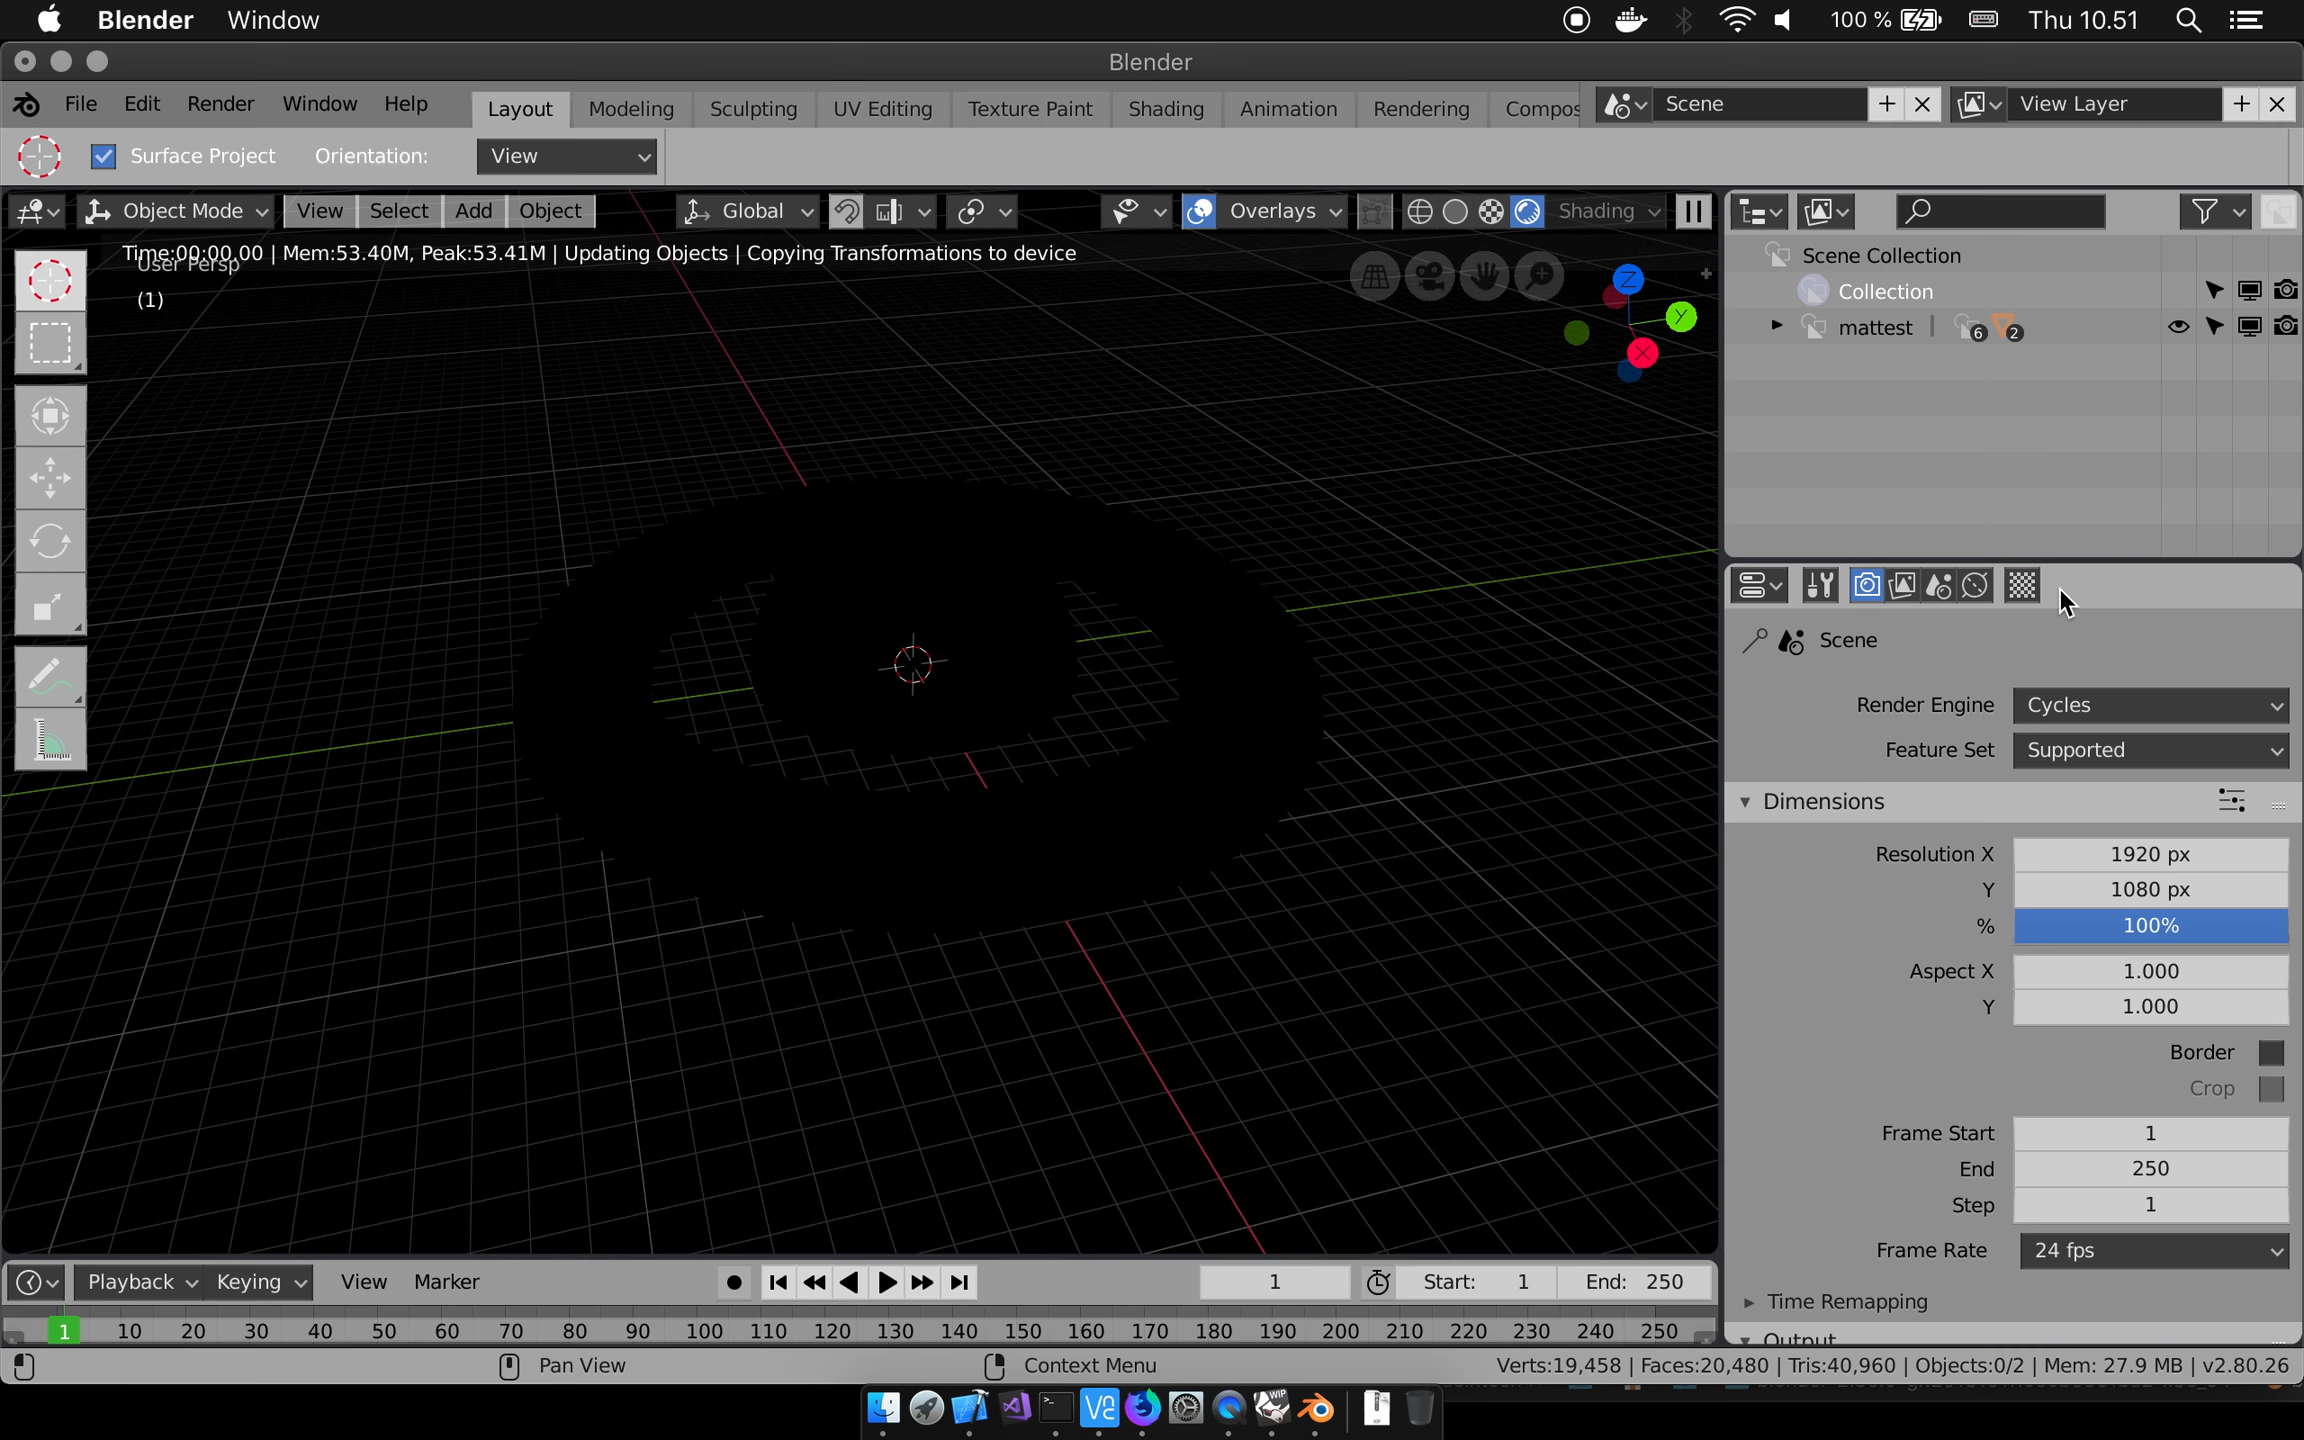 Blender Window 100 % Thu 10.51
Blender
File Edit Render Window Help Layout Modeling Sculpting UV Editing Texture Paint Shading Animation Rendering Compos Scene View Layer
Surface Project Orientation: View
Object Mode View Select Add Object Global Overlays Shading
Time:00:00.00 | Mem:53.40M, Peak:53.41M | Updating Objects | Copying Transformations to device
User Persp
(1)
Z
Y
X
Scene Collection
Collection
mattest 6 2
Scene
Render Engine Cycles
Feature Set Supported
Dimensions
Resolution X 1920 px
Y 1080 px
% 100%
Aspect X 1.000
Y 1.000
Border
Crop
Frame Start 1
End 250
Step 1
Frame Rate 24 fps
Time Remapping
Output
Playback Keying View Marker 1 Start: 1 End: 250
1 10 20 30 40 50 60 70 80 90 100 110 120 130 140 150 160 170 180 190 200 210 220 230 240 250
Pan View Context Menu Verts:19,458 | Faces:20,480 | Tris:40,960 | Objects:0/2 | Mem: 27.9 MB | v2.80.26
WIP